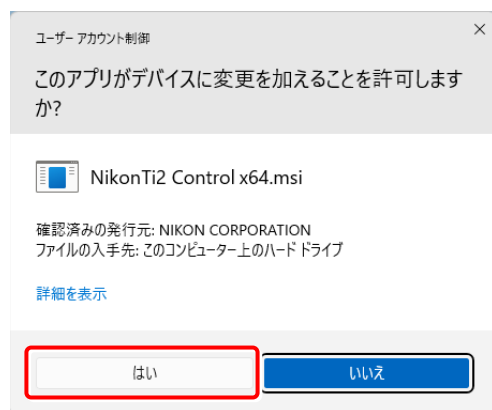 ユーザー アカウント制御
このアプリがデバイスに変更を加えることを許可します
か?
NikonTi2 Control x64.msi
確認済みの発行元: NIKON CORPORATION
ファイルの入手先: このコンピューター上のハード ドライブ
詳細を表示
はい
いいえ